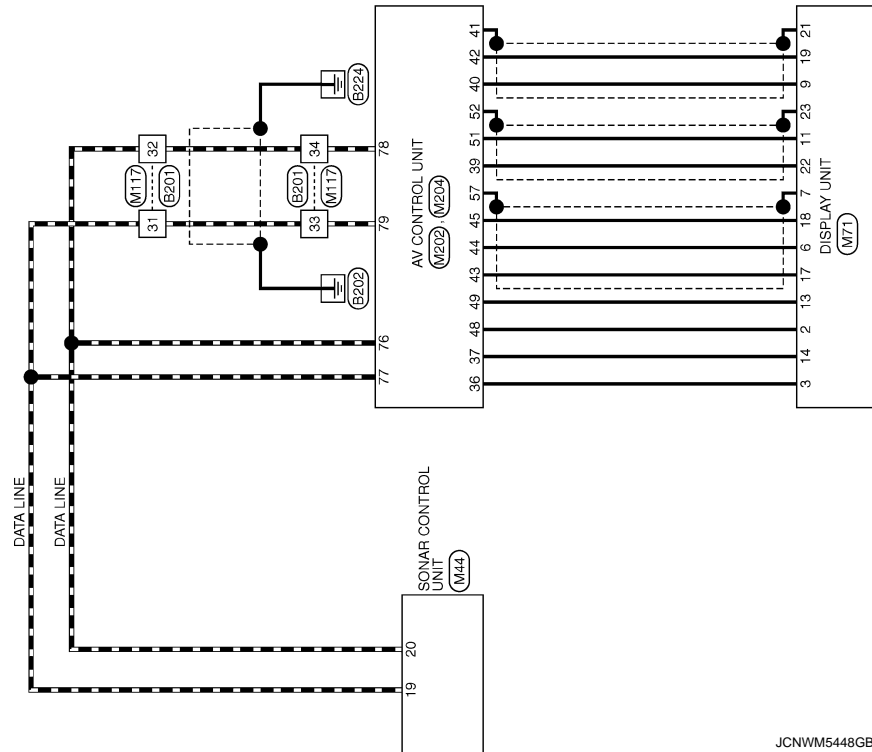 41
42
40
52
51
39
57
45
44
43
49
48
37
36
21
19
9
23
11
22
7
18
6
17
13
2
14
3
DISPLAY UNIT
M71
AV CONTROL UNIT
M202 , M204
78
79
76
77
B224
B202
32
34
31
33
M117
B201
B201
M117
DATA LINE
DATA LINE
SONAR CONTROL
UNIT
M44
20
19
JCNWM5448GB